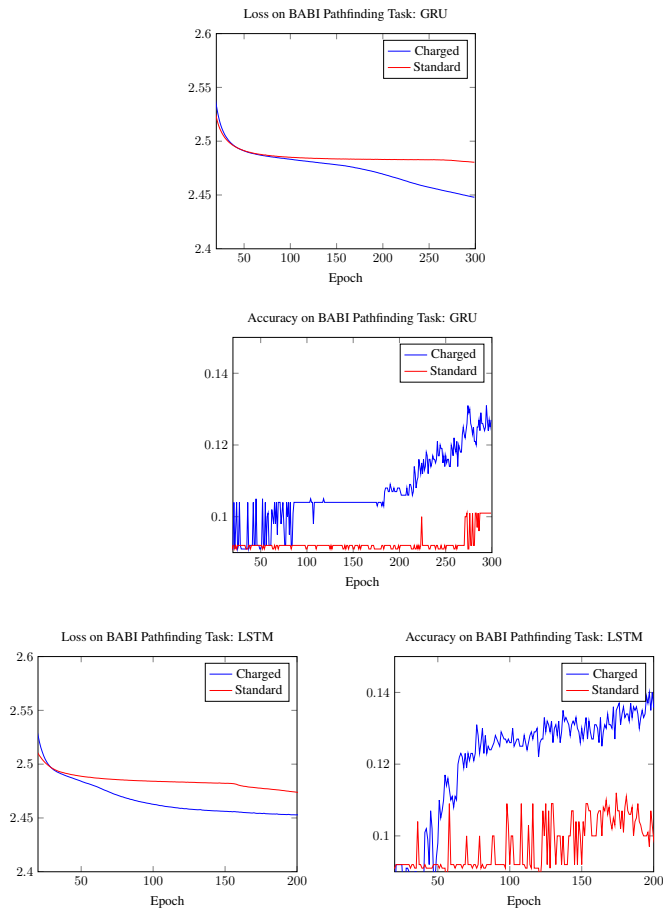 Loss on BABI Pathfinding Task: GRU
2.6
2.55
2.5
2.45
2.4
Charged
Standard
50 100 150 200 250 300
Epoch
Accuracy on BABI Pathfinding Task: GRU
0.14
0.12
0.1
Charged
Standard
50 100 150 200 250 300
Epoch
Loss on BABI Pathfinding Task: LSTM
2.6
2.55
2.5
2.45
2.4
Charged
Standard
50 100 150 200
Epoch
Accuracy on BABI Pathfinding Task: LSTM
0.14
0.12
0.1
Charged
Standard
50 100 150 200
Epoch